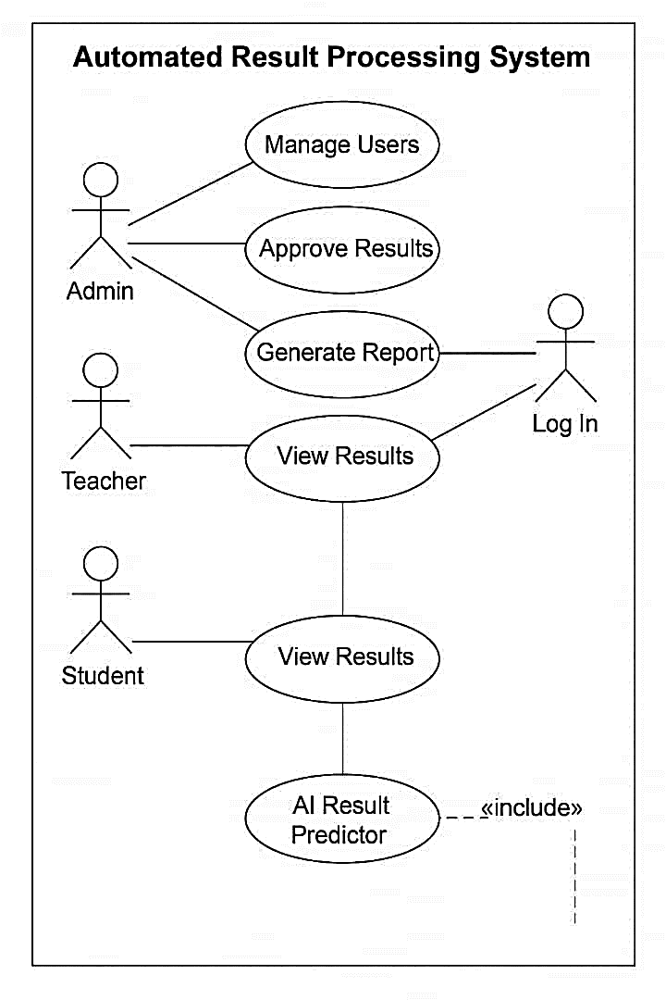 Automated Result Processing System
Manage Users
Admin
Approve Results
Generate Report
Log In
Teacher
View Results
Student
View Results
AI Result
Predictor
«include»